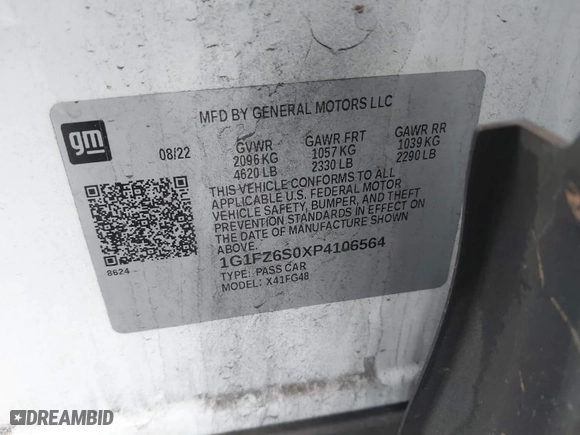 MFD BY GENERAL MOTORS LLC
gm
08/22
GVWR
2096 KG
4620 LB
GAWR FRT
1057 KG
2330 LB
GAWR RR
1039 KG
2290 LB
THIS VEHICLE CONFORMS TO ALL
APPLICABLE U.S. FEDERAL MOTOR
VEHICLE SAFETY, BUMPER, AND THEFT
PREVENTION STANDARDS IN EFFECT ON
THE DATE OF MANUFACTURE SHOWN ABOVE.
1G1FZ6S0XP4106564
TYPE: PASS CAR
MODEL: X41FG48
8624
DREAMBID